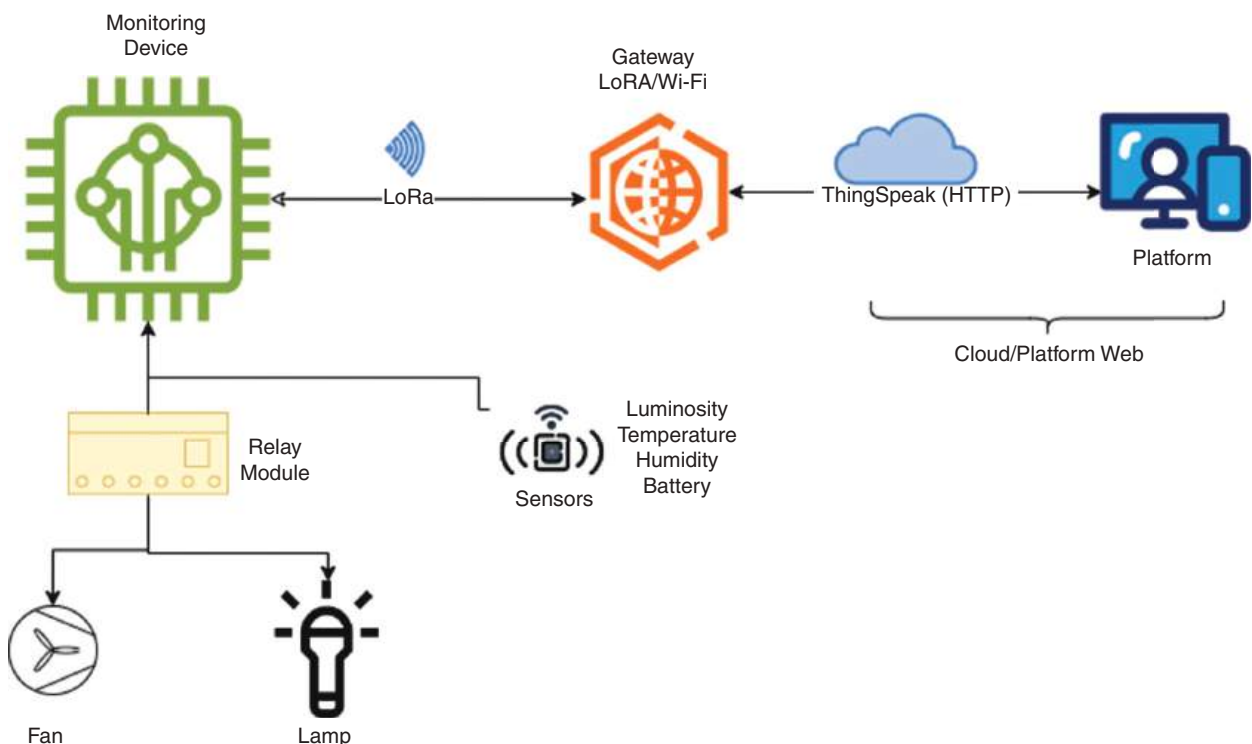 Monitoring
Device
Gateway
LoRA/Wi-Fi
LoRa
ThingSpeak (HTTP)
Platform
Cloud/Platform Web
Relay
Module
Sensors
Luminosity
Temperature
Humidity
Battery
Fan
Lamp